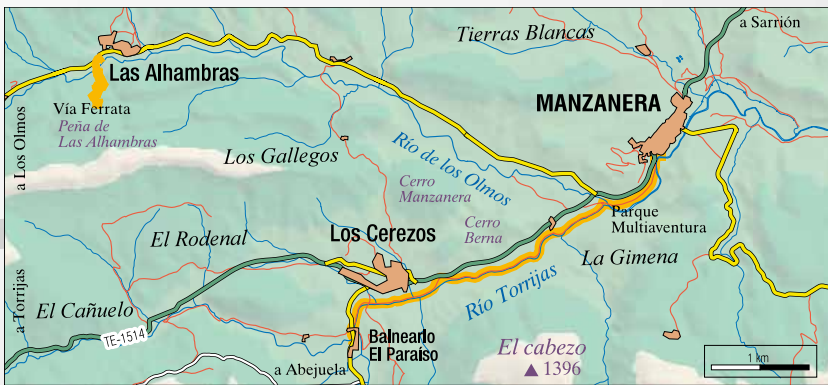 a Sarrión
Tierras Blancas
Las Alhambras
MANZANERA
Vía Ferrata
Peña de
Las Alhambras
a Los Olmos
Los Gallegos
Río de los Olmos
Cerro
Manzanera
Cerro
Berna
Parque
Multiaventura
El Rodenal
Los Cerezos
La Gimena
a Torrijas
El Cañuelo
Río Torrijas
TE-1514
Balneario
El Paraíso
a Abejuela
El cabezo
▲ 1396
1 km